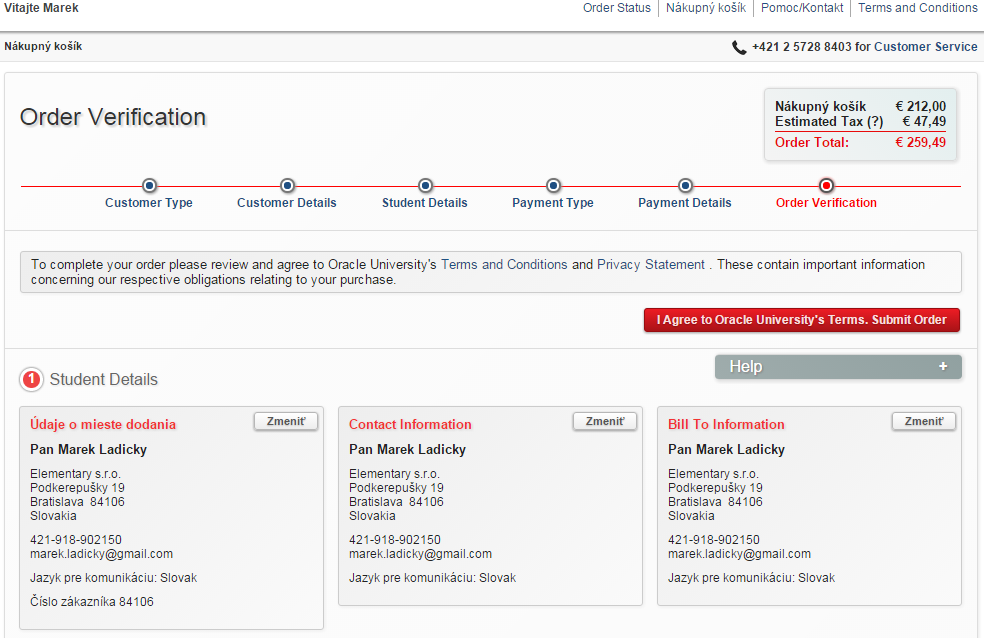 Vitajte Marek
Order Status | Nákupný košík | Pomoc/Kontakt | Terms and Conditions
Nákupný košík
+421 2 5728 8403 for Customer Service
Order Verification
Nákupný košík € 212,00
Estimated Tax (?) € 47,49
Order Total: € 259,49
Customer Type
Customer Details
Student Details
Payment Type
Payment Details
Order Verification
To complete your order please review and agree to Oracle University's Terms and Conditions and Privacy Statement . These contain important information
concerning our respective obligations relating to your purchase.
I Agree to Oracle University's Terms. Submit Order
1 Student Details
Help +
Údaje o mieste dodania
Zmeniť
Pan Marek Ladicky
Elementary s.r.o.
Podkerepušky 19
Bratislava 84106
Slovakia
421-918-902150
marek.ladicky@gmail.com
Jazyk pre komunikáciu: Slovak
Číslo zákazníka 84106
Contact Information
Zmeniť
Pan Marek Ladicky
Elementary s.r.o.
Podkerepušky 19
Bratislava 84106
Slovakia
421-918-902150
marek.ladicky@gmail.com
Jazyk pre komunikáciu: Slovak
Bill To Information
Zmeniť
Pan Marek Ladicky
Elementary s.r.o.
Podkerepušky 19
Bratislava 84106
Slovakia
421-918-902150
marek.ladicky@gmail.com
Jazyk pre komunikáciu: Slovak